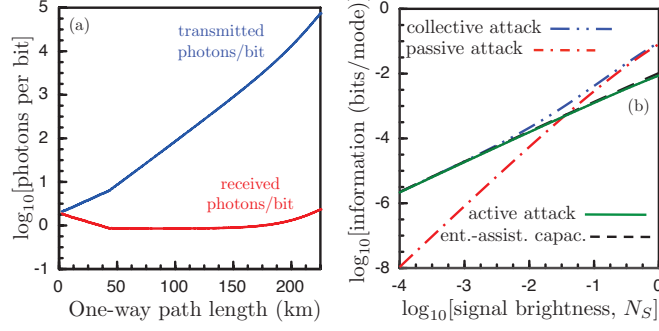 (a)
transmitted
photons/bit
received
photons/bit
log10[photons per bit]
5
4
3
2
1
0
-1
0
50
100
150
200
One-way path length (km)
collective attack
passive attack
(b)
active attack
ent.-assist. capac.
log10[information (bits/mode)]
0
-2
-4
-6
-8
-4
-3
-2
-1
0
log10[signal brightness, NS]